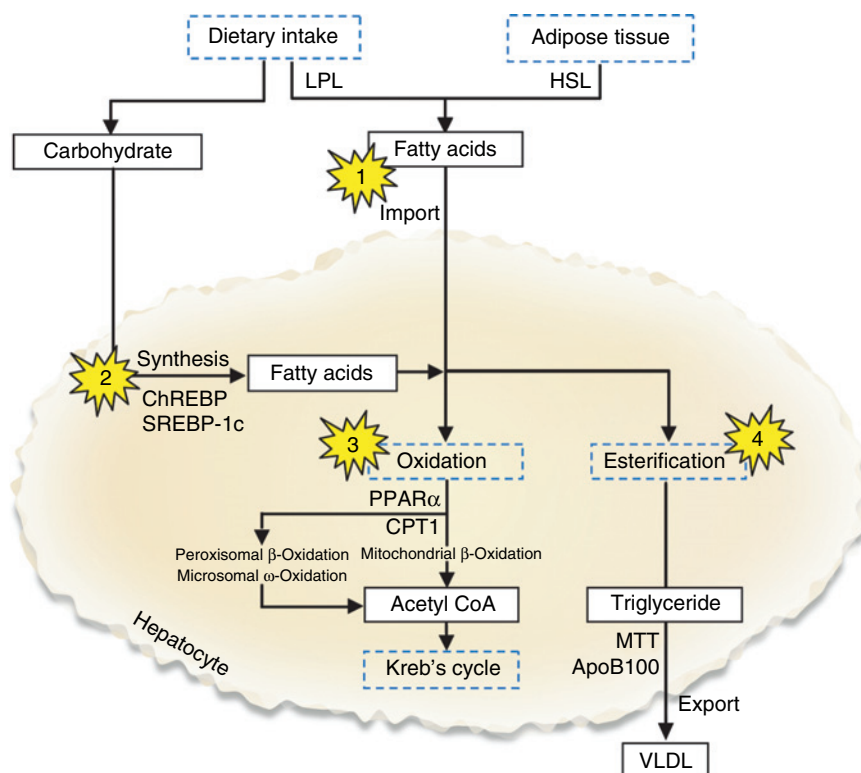 Dietary intake
Adipose tissue
LPL
HSL
Carbohydrate
Fatty acids
1
Import
2
Synthesis
ChREBP
SREBP-1c
Fatty acids
3
Oxidation
Esterification
4
PPARα
CPT1
Peroxisomal β-Oxidation
Microsomal ω-Oxidation
Mitochondrial β-Oxidation
Acetyl CoA
Triglyceride
Hepatocyte
Kreb's cycle
MTT
ApoB100
Export
VLDL